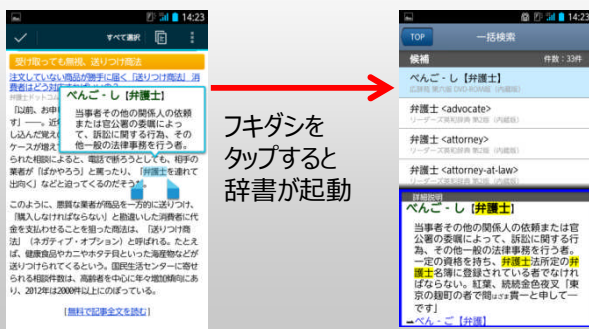 14:23
すべて選択
受け取っても無視、送りつけ商法
注文していない商品が勝手に届く「送りつけ商法」消
費者はどう対応
弁護士ドットコム
べんご‐し【弁護士】
当事者その他の関係人の依頼
または官公署の委嘱によっ
て、訴訟に関する行為、その
他一般の法律事務を行う者。
「以前、お申
す」――。近
し込んだ覚え
ケースが増え
られた相談によると、電話で断ろうとしても、相手の
業者が「ばかやろう」と罵ったり、「弁護士を連れて
出向く」などと迫ってくるのだそう
このように、悪質な業者が商品を一方的に送りつけ、
「購入しなければならない」と勘違いした消費者に代
金を支払わせることを狙った商法は、「送りつけ商
法」（ネガティブ・オプション）と呼ばれる。たとえ
ば、健康食品やカニやホタテ貝といった海産物などが
送りつけられてくるという。国民生活センターに寄せ
られる相談件数は、高齢者を中心に年々増加傾向にあ
り、2012年は2000件以上にのぼっている。
[無料で記事全文を読む]
フキダシを
タップすると
辞書が起動
14:23
TOP
一括検索
候補
件数：33件
べんご‐し【弁護士】
広辞苑 第六版 DVD-ROM版（内蔵版）
弁護士 <advocate>
リーダーズ英和辞典 第2版（内蔵版）
弁護士 <attorney>
リーダーズ英和辞典 第2版（内蔵版）
弁護士 <attorney-at-law>
リーダーズ英和辞典 第2版（内蔵版）
詳細説明
べんご‐し【弁護士】
当事者その他の関係人の依頼または官
公署の委嘱によって、訴訟に関する行
為、その他一般の法律事務を行う者。
一定の資格を持ち、弁護士法所定の弁
護士名簿に登録されている者でなけれ
ばならない。紅葉、続続金色夜叉「東
京の麹町の者で間はざま貫一と申して―
です」
→べん‐ご【弁護】